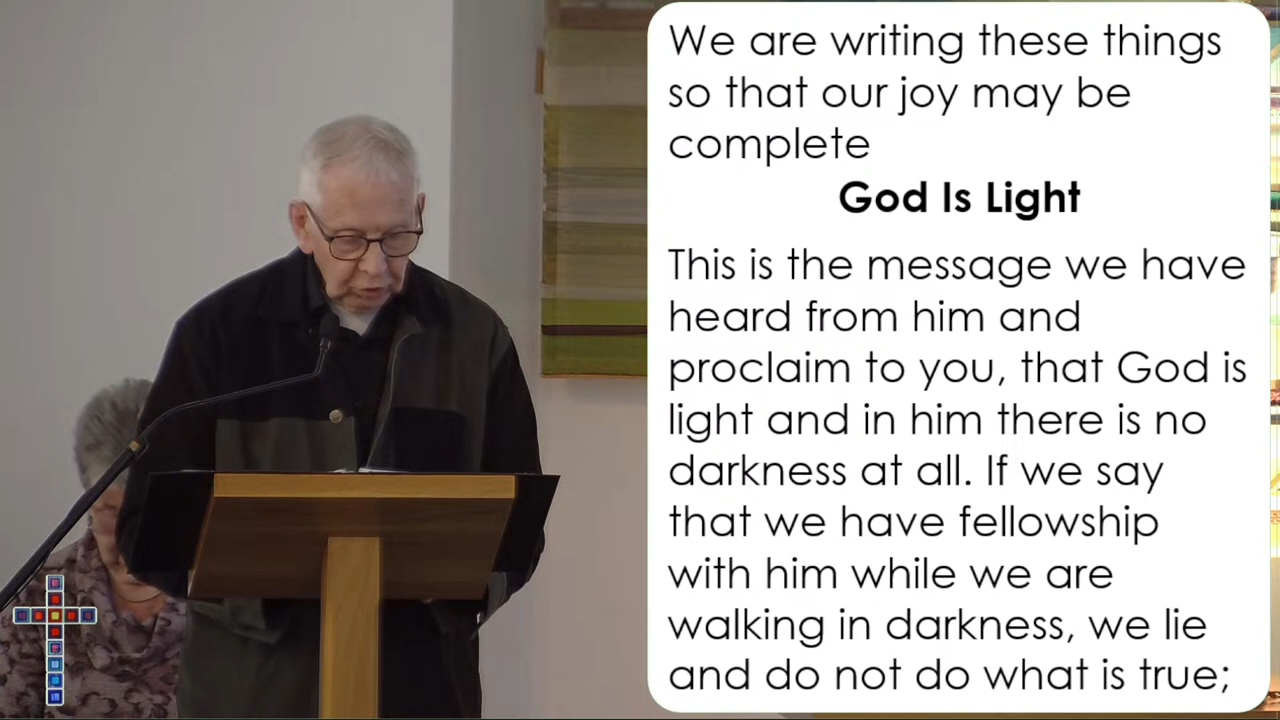 We are writing these things
so that our joy may be
complete
God Is Light
This is the message we have
heard from him and
proclaim to you, that God is
light and in him there is no
darkness at all. If we say
that we have fellowship
with him while we are
walking in darkness, we lie
and do not do what is true;